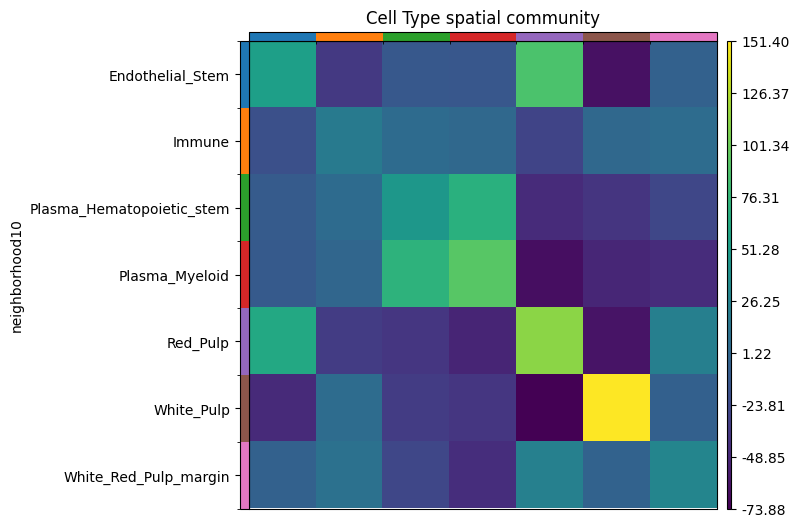 Cell Type spatial community
neighborhood10
Endothelial_Stem
Immune
Plasma_Hematopoietic_stem
Plasma_Myeloid
Red_Pulp
White_Pulp
White_Red_Pulp_margin
151.40
126.37
101.34
76.31
51.28
26.25
1.22
-23.81
-48.85
-73.88